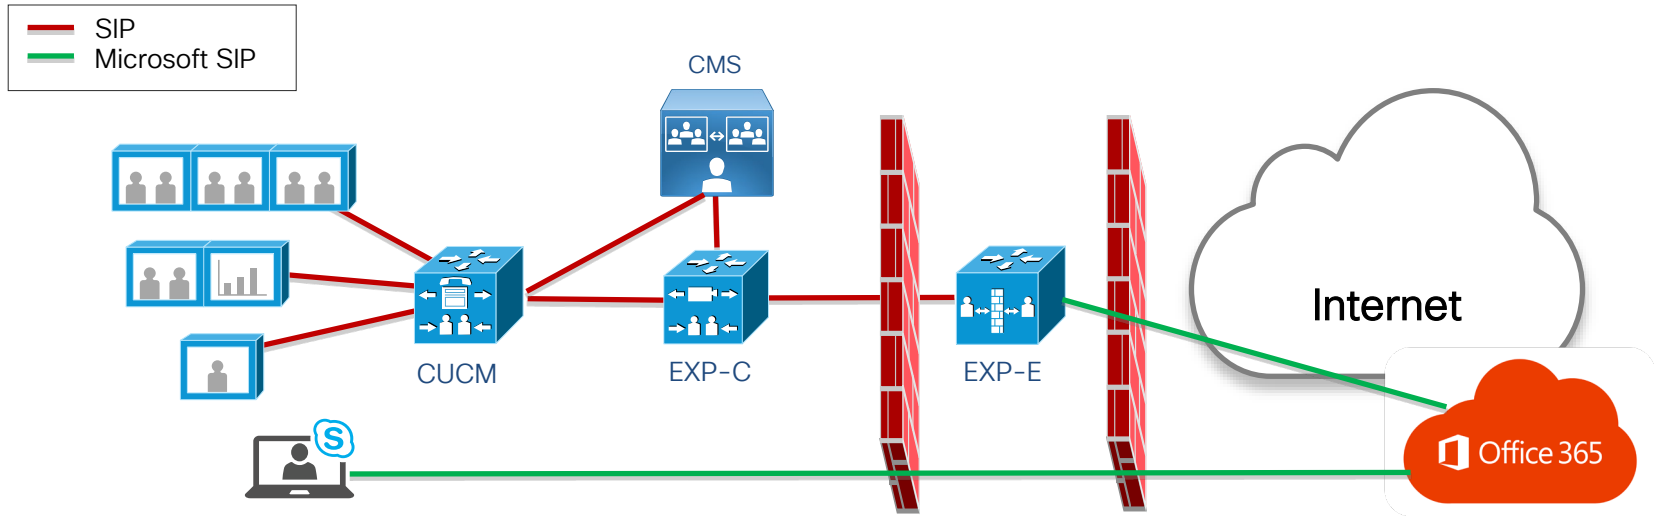 SIP
Microsoft SIP
CMS
CUCM
EXP-C
EXP-E
Internet
S
Office 365